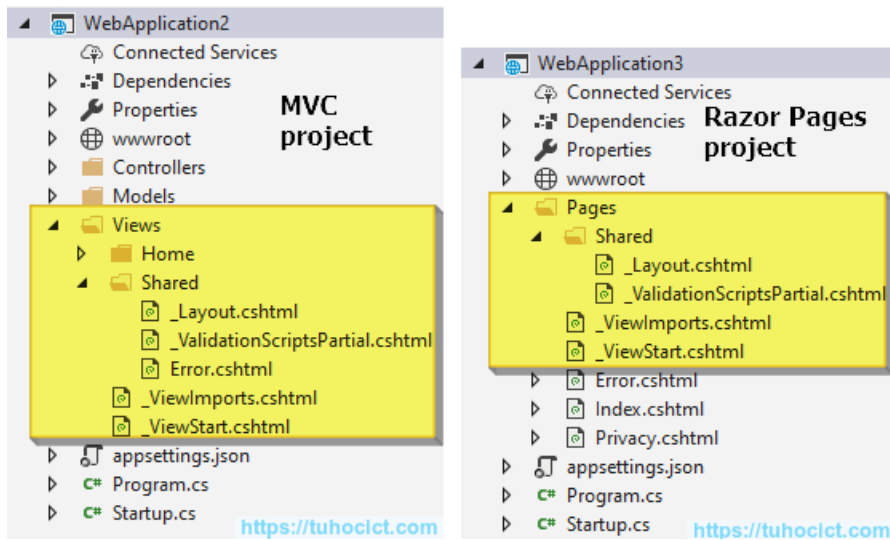 WebApplication2
Connected Services
Dependencies
Properties
MVC
project
wwwroot
Controllers
Models
Views
Home
Shared
_Layout.cshtml
_ValidationScriptsPartial.cshtml
Error.cshtml
_ViewImports.cshtml
_ViewStart.cshtml
appsettings.json
C# Program.cs
C# Startup.cs
https://tuhocict.com
WebApplication3
Connected Services
Dependencies
Razor Pages
project
Properties
wwwroot
Pages
Shared
_Layout.cshtml
_ValidationScriptsPartial.cshtml
_ViewImports.cshtml
_ViewStart.cshtml
Error.cshtml
Index.cshtml
Privacy.cshtml
appsettings.json
C# Program.cs
C# Startup.cs
https://tuhocict.com